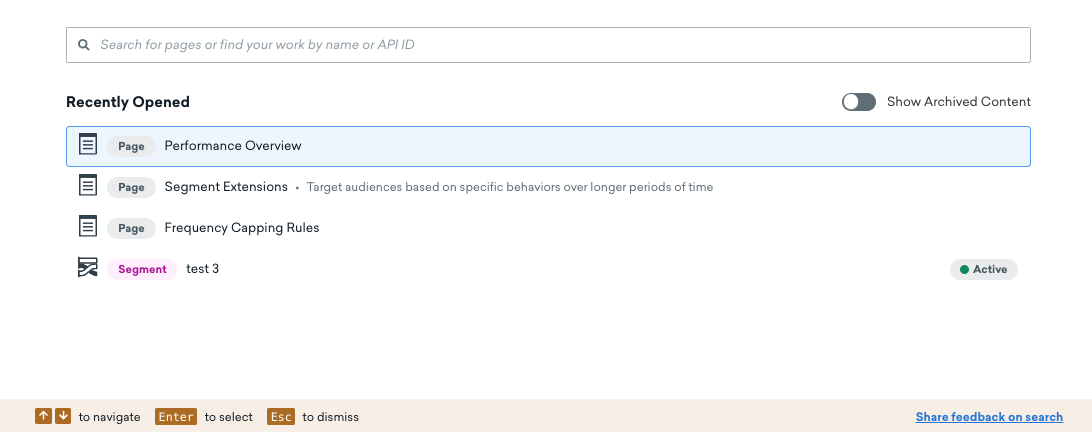 Search for pages or find your work by name or API ID
Recently Opened
Show Archived Content
Page Performance Overview
Page Segment Extensions • Target audiences based on specific behaviors over longer periods of time
Page Frequency Capping Rules
Segment test 3 Active
↑ ↓ to navigate Enter to select Esc to dismiss Share feedback on search